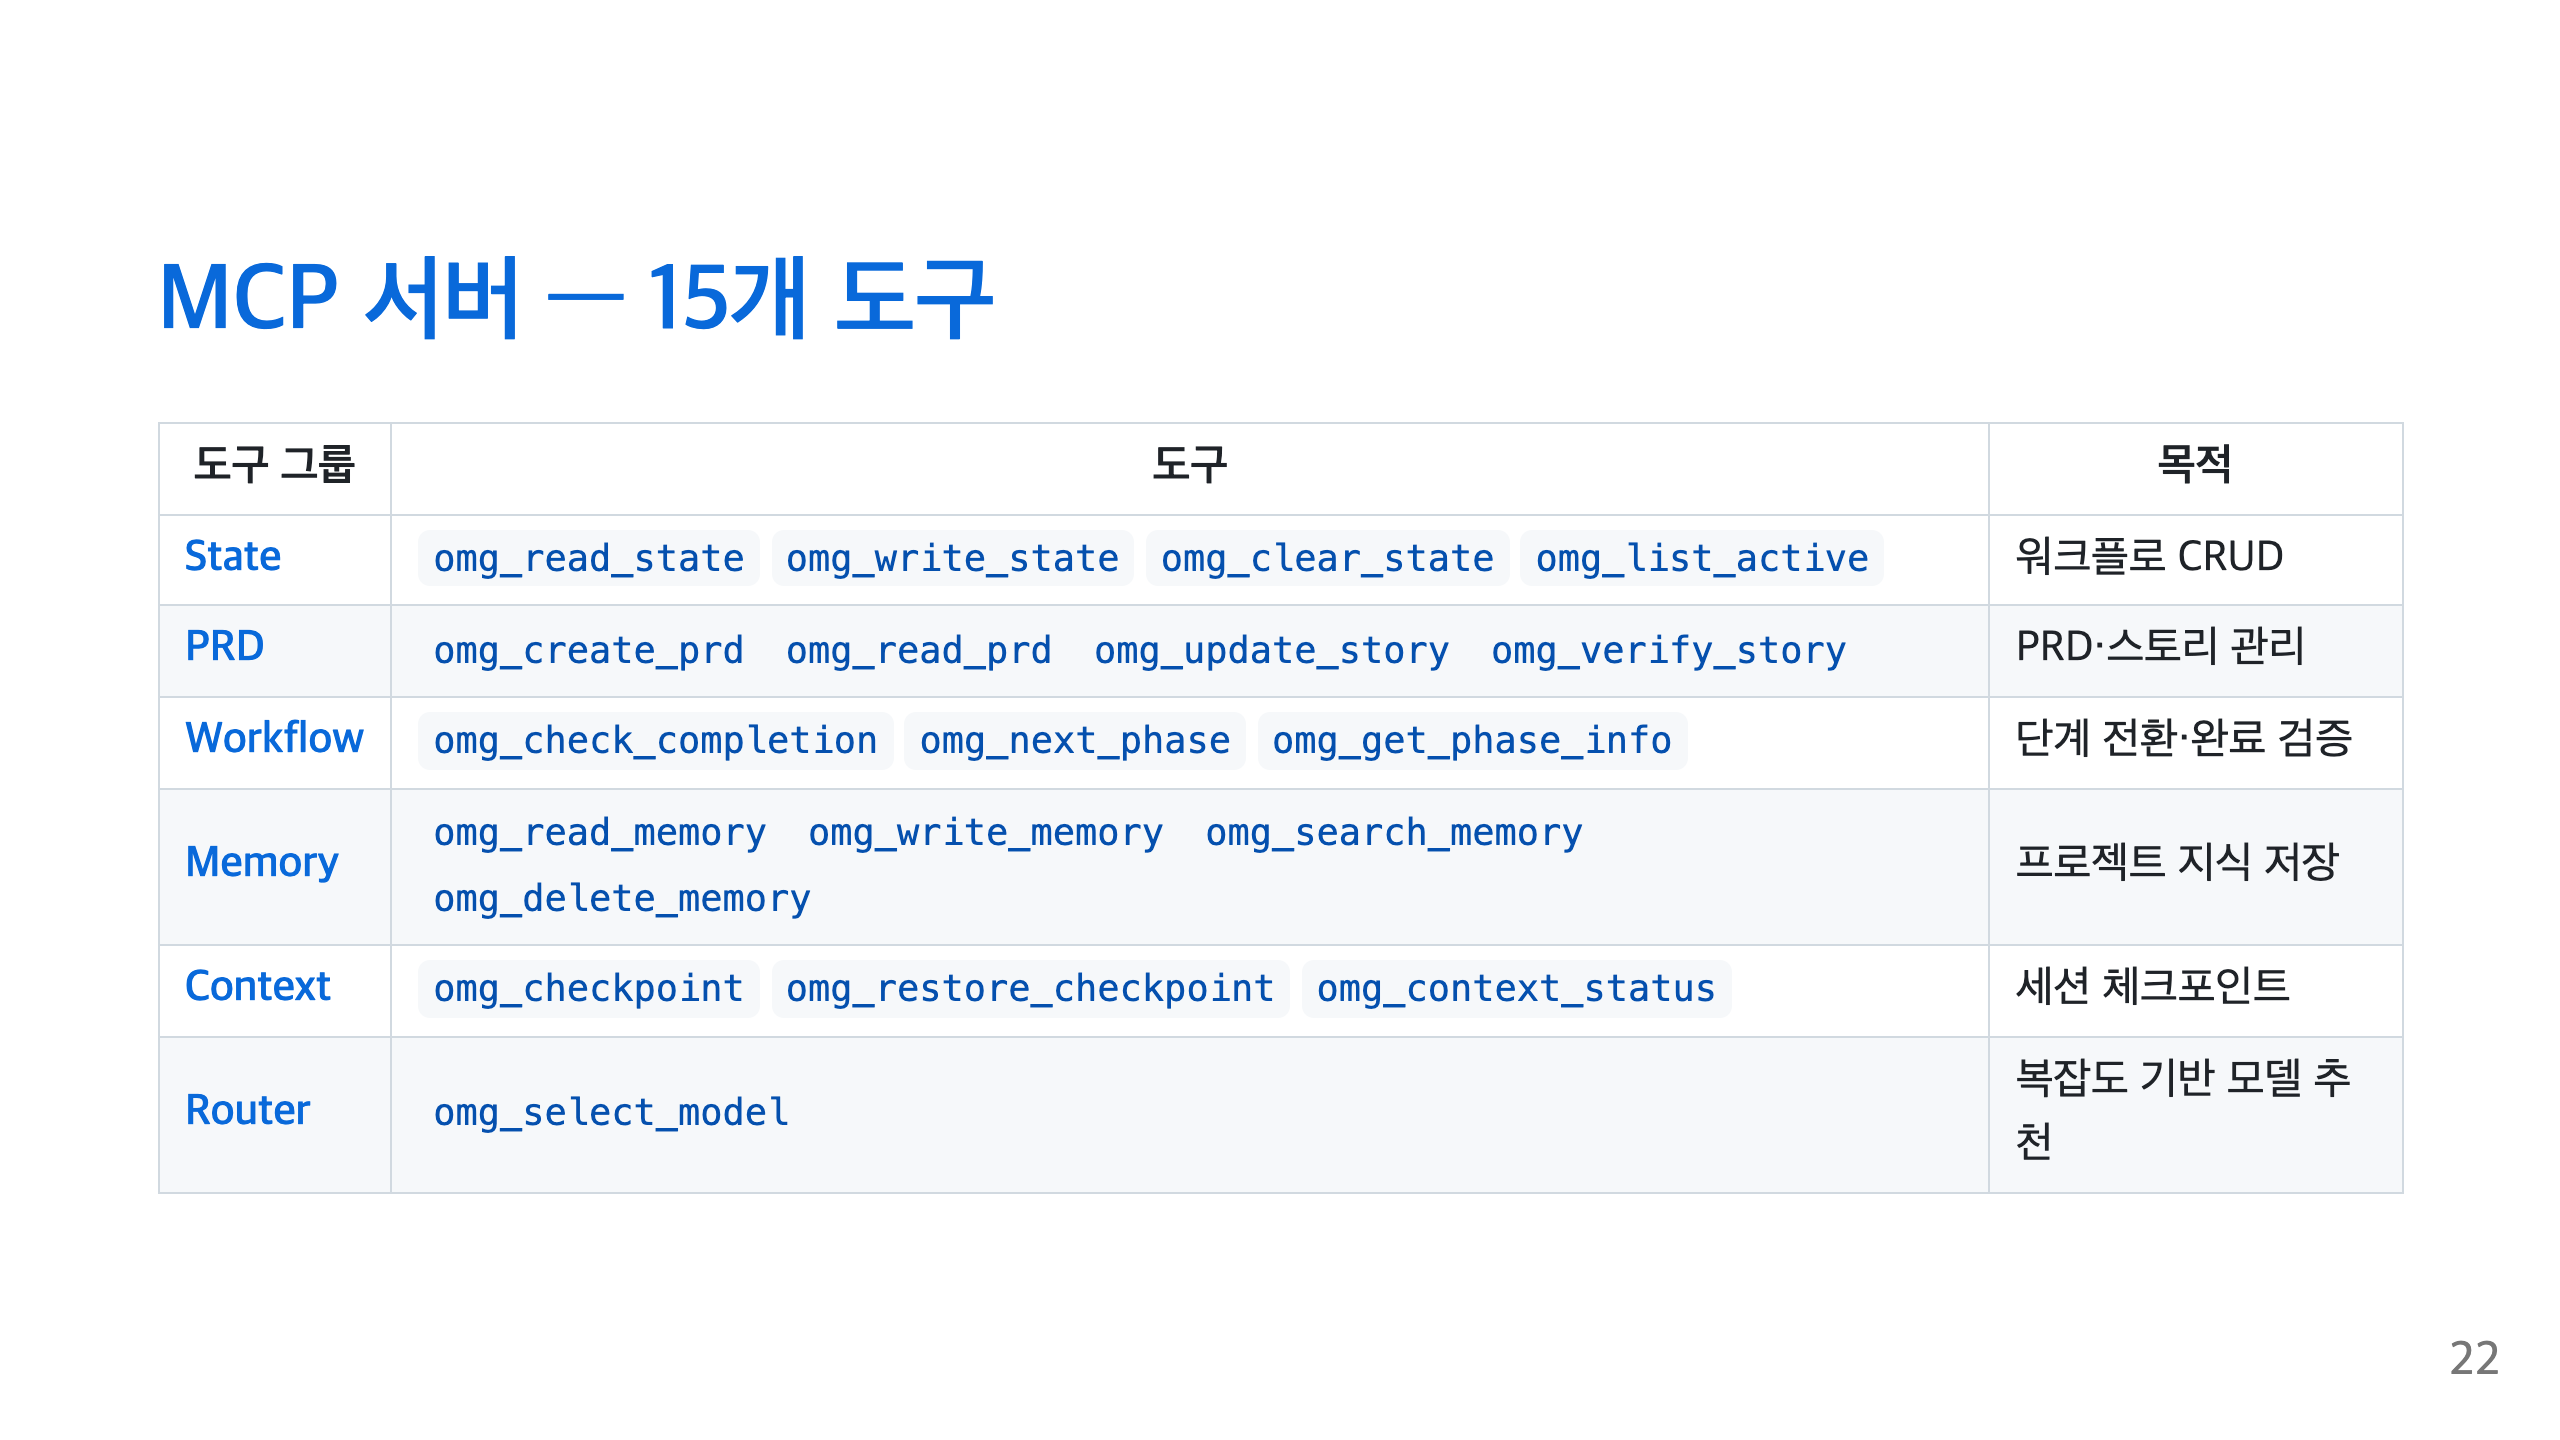 MCP 서버 — 15개 도구
도구 그룹 도구 목적
State omg_read_state omg_write_state omg_clear_state omg_list_active 워크플로 CRUD
PRD omg_create_prd omg_read_prd omg_update_story omg_verify_story PRD·스토리 관리
Workflow omg_check_completion omg_next_phase omg_get_phase_info 단계 전환·완료 검증
Memory omg_read_memory omg_write_memory omg_search_memory
omg_delete_memory 프로젝트 지식 저장
Context omg_checkpoint omg_restore_checkpoint omg_context_status 세션 체크포인트
Router omg_select_model 복잡도 기반 모델 추
천
22